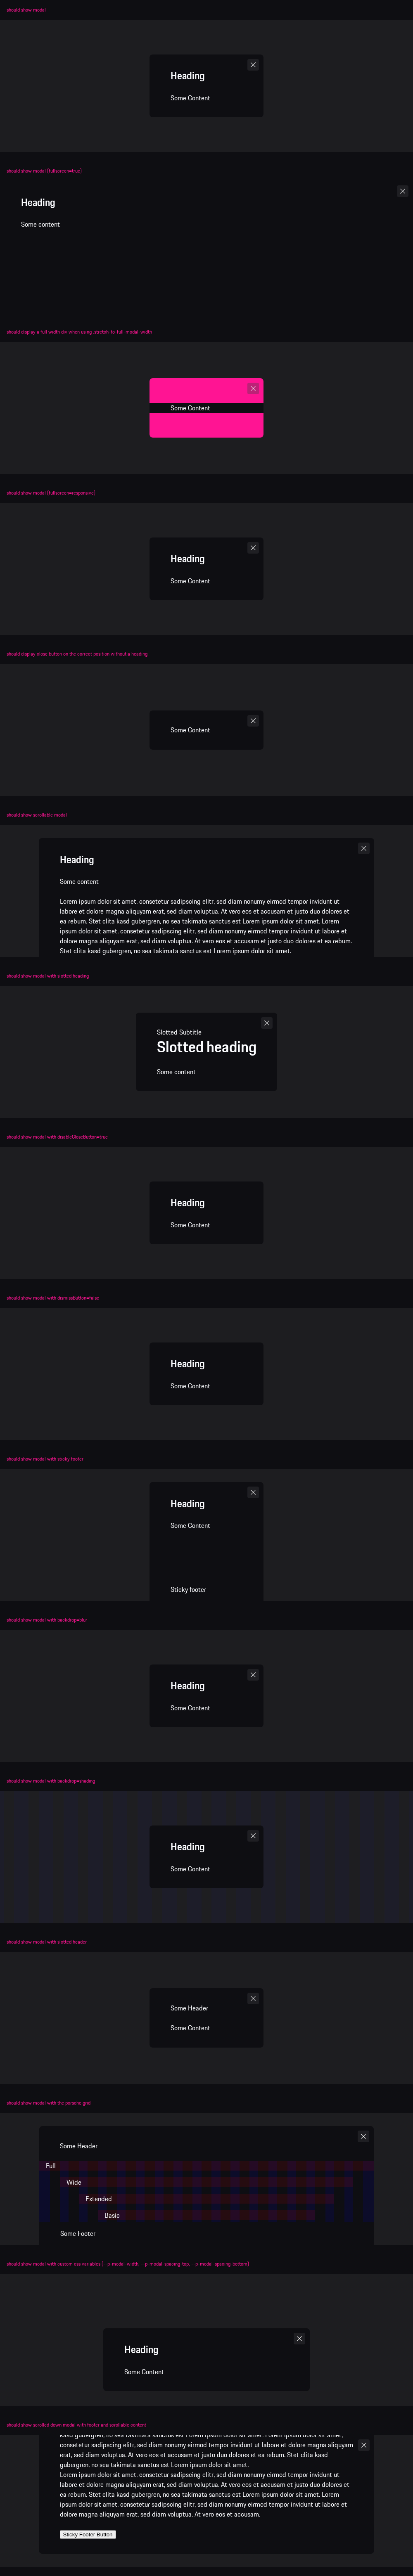 should show modal
Heading
Some Content
should show modal (fullscreen=true)
Heading
Some content
should display a full width div when using .stretch-to-full-modal-width
Some Content
should show modal (fullscreen=responsive)
Heading
Some Content
should display close button on the correct position without a heading
Some Content
should show scrollable modal
Heading
Some content
Lorem ipsum dolor sit amet, consetetur sadipscing elitr, sed diam nonumy eirmod tempor invidunt ut
labore et dolore magna aliquyam erat, sed diam voluptua. At vero eos et accusam et justo duo dolores et
ea rebum. Stet clita kasd gubergren, no sea takimata sanctus est Lorem ipsum dolor sit amet. Lorem
ipsum dolor sit amet, consetetur sadipscing elitr, sed diam nonumy eirmod tempor invidunt ut labore et
dolore magna aliquyam erat, sed diam voluptua. At vero eos et accusam et justo duo dolores et ea rebum.
Stet clita kasd gubergren, no sea takimata sanctus est Lorem ipsum dolor sit amet.
should show modal with slotted heading
Slotted Subtitle
Slotted heading
Some content
should show modal with disableCloseButton=true
Heading
Some Content
should show modal with dismissButton=false
Heading
Some Content
should show modal with sticky footer
Heading
Some Content
Sticky footer
should show modal with backdrop=blur
Heading
Some Content
should show modal with backdrop=shading
Heading
Some Content
should show modal with slotted header
Some Header
Some Content
should show modal with the porsche grid
Some Header
Full
Wide
Extended
Basic
Some Footer
should show modal with custom css variables (--p-modal-width, --p-modal-spacing-top, --p-modal-spacing-bottom)
Heading
Some Content
should show scrolled down modal with footer and scrollable content
kasd gubergren, no sea takimata sanctus est Lorem ipsum dolor sit amet. Lorem ipsum dolor sit amet,
consetetur sadipscing elitr, sed diam nonumy eirmod tempor invidunt ut labore et dolore magna aliquyam
erat, sed diam voluptua. At vero eos et accusam et justo duo dolores et ea rebum. Stet clita kasd
gubergren, no sea takimata sanctus est Lorem ipsum dolor sit amet.
Lorem ipsum dolor sit amet, consetetur sadipscing elitr, sed diam nonumy eirmod tempor invidunt ut
labore et dolore magna aliquyam erat, sed diam voluptua. At vero eos et accusam et justo duo dolores et
ea rebum. Stet clita kasd gubergren, no sea takimata sanctus est Lorem ipsum dolor sit amet. Lorem
ipsum dolor sit amet, consetetur sadipscing elitr, sed diam nonumy eirmod tempor invidunt ut labore et
dolore magna aliquyam erat, sed diam voluptua. At vero eos et accusam.
Sticky Footer Button